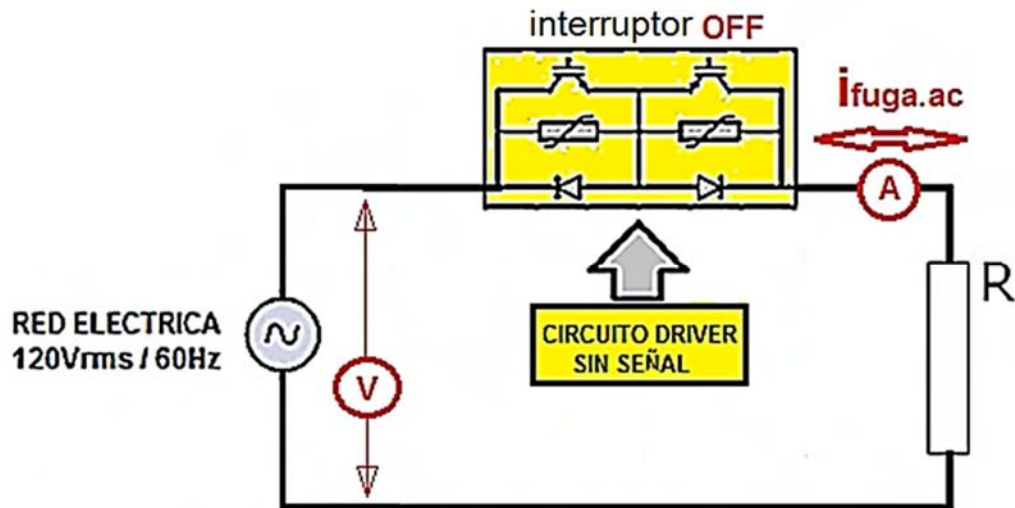 interruptor OFF
ifuga.ac
A
R
RED ELECTRICA
120Vrms / 60Hz
V
CIRCUITO DRIVER
SIN SEÑAL